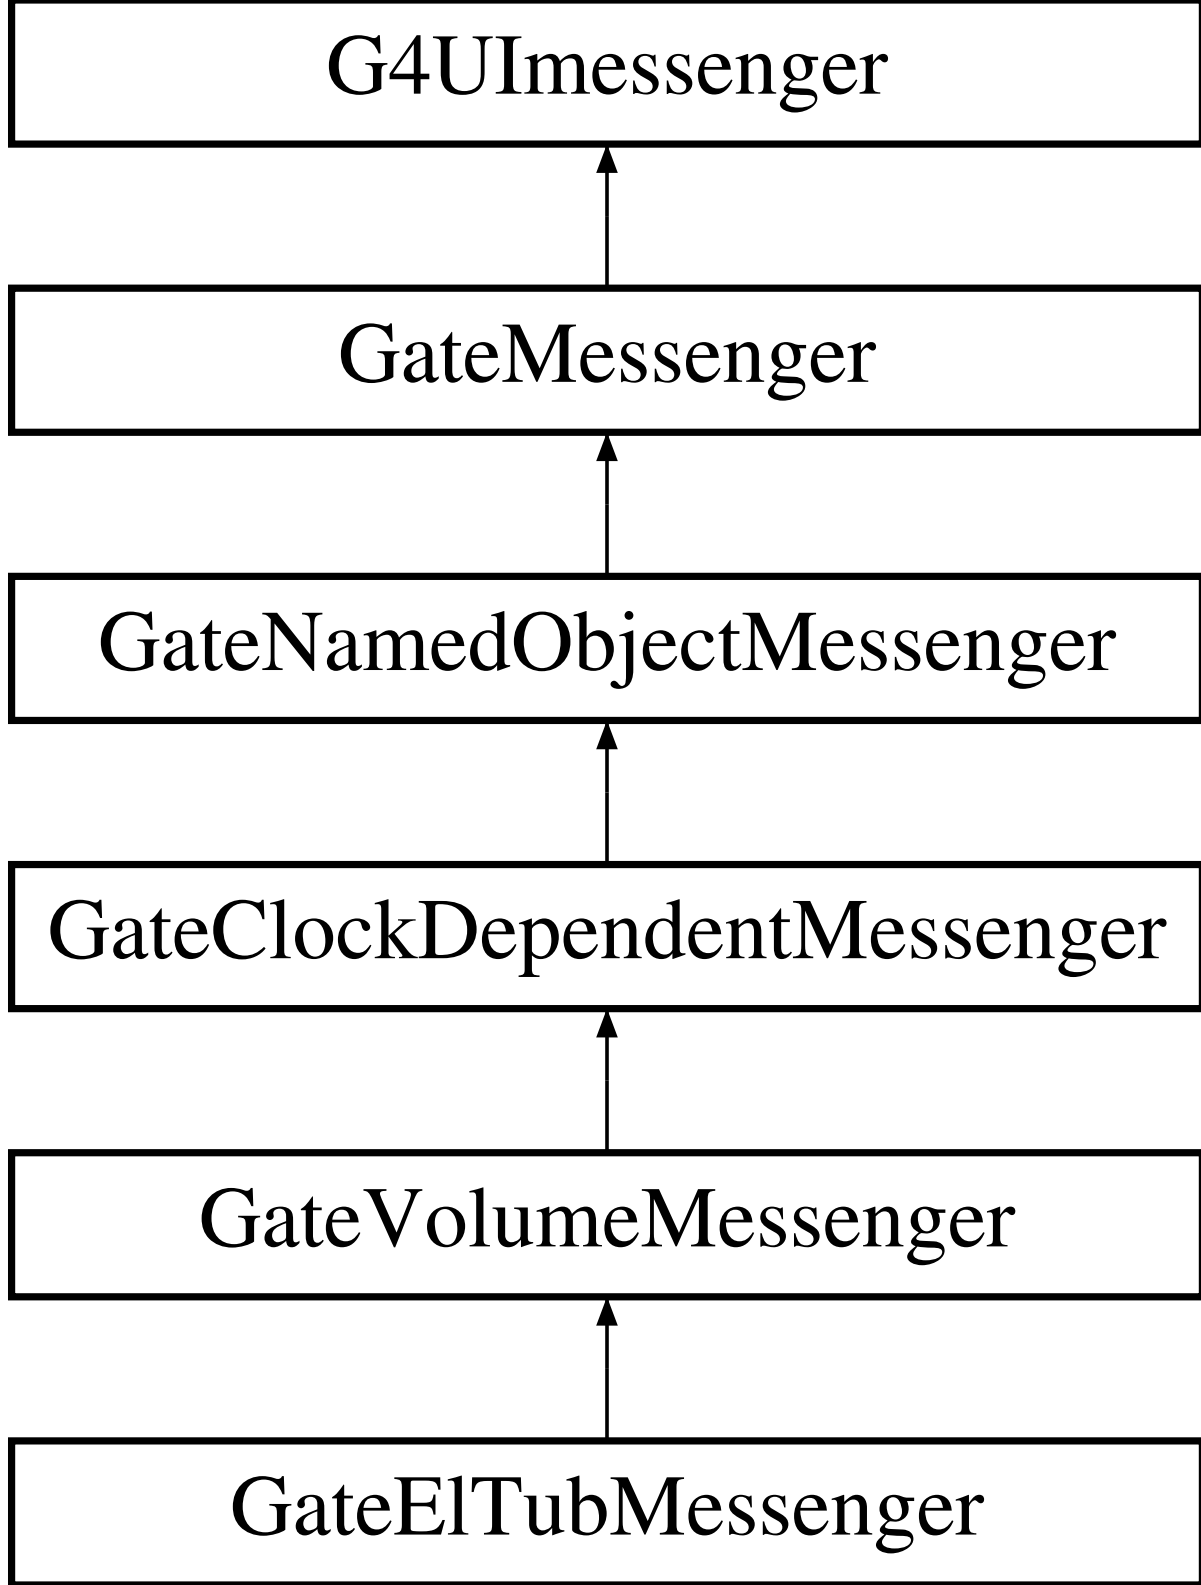 G4UImessenger
GateMessenger
GateNamedObjectMessenger
GateClockDependentMessenger
GateVolumeMessenger
GateElTubMessenger